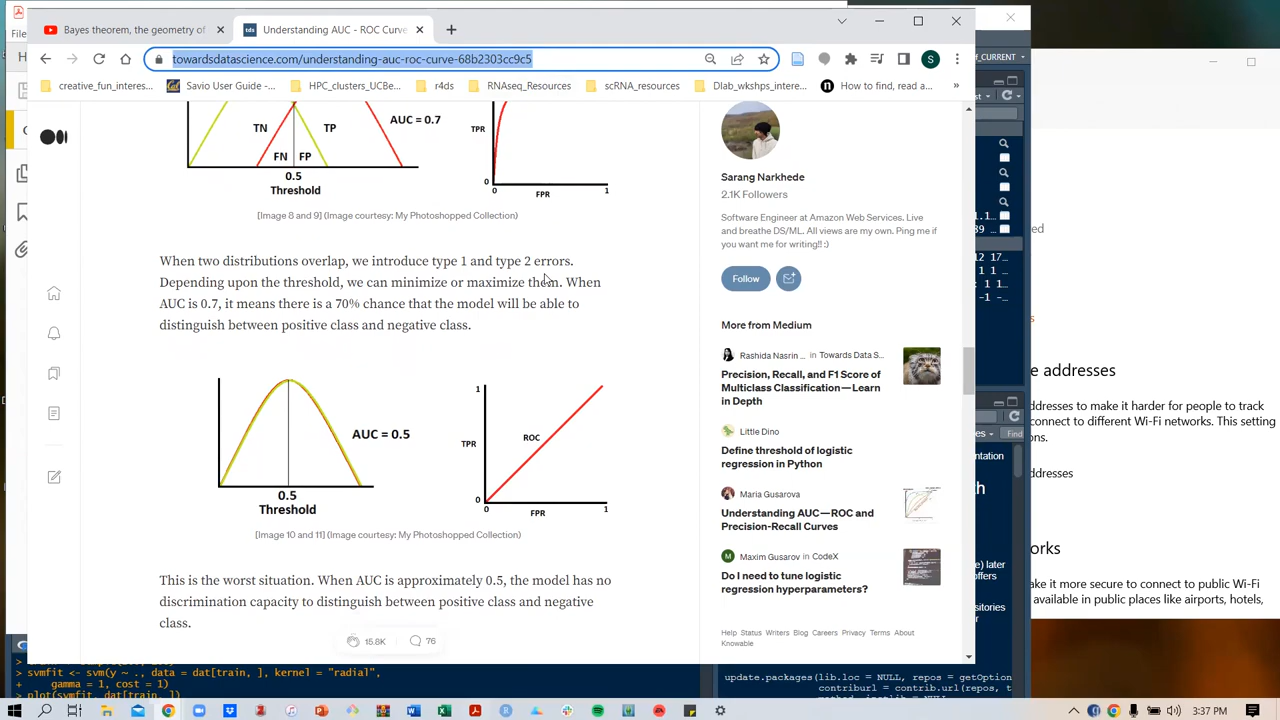 Bayes theorem, the geometry of
Understanding AUC - ROC Curve
towardsdatascience.com/understanding-auc-roc-curve-68b2303cc9c5
creative_fun_interes...
Savio User Guide -...
HPC_clusters_UCBe...
r4ds
RNAseq_Resources
scRNA_resources
Dlab_wkshps_intere...
How to find, read a...
»
TN
TP
AUC = 0.7
FN
FP
0.5
Threshold
TPR
0
0
1
FPR
[Image 8 and 9] (Image courtesy: My Photoshopped Collection)
When two distributions overlap, we introduce type 1 and type 2 errors.
Depending upon the threshold, we can minimize or maximize them. When
AUC is 0.7, it means there is a 70% chance that the model will be able to
distinguish between positive class and negative class.
AUC = 0.5
0.5
Threshold
1
ROC
TPR
0
0
1
FPR
[Image 10 and 11] (Image courtesy: My Photoshopped Collection)
This is the worst situation. When AUC is approximately 0.5, the model has no
discrimination capacity to distinguish between positive class and negative
class.
15.8K
76
Sarang Narkhede
2.1K Followers
Software Engineer at Amazon Web Services. Live
and breathe DS/ML. All views are my own. Ping me if
you want me for writing!! :)
Follow
More from Medium
Rashida Nasrin ... in Towards Data S...
Precision, Recall, and F1 Score of
Multiclass Classification—Learn
in Depth
Little Dino
Define threshold of logistic
regression in Python
Maria Gusarova
Understanding AUC—ROC and
Precision-Recall Curves
Maxim Gusarov in CodeX
Do I need to tune logistic
regression hyperparameters?
Help Status Writers Blog Careers Privacy Terms About
Knowable
f_CURRENT
e addresses
ddresses to make it harder for people to track
onnect to different Wi-Fi networks. This setting
ons.
Find
entation
ddresses
th
orks
e) later
offers
ake it more secure to connect to public Wi-Fi
available in public places like airports, hotels,
sitories
r
> svmfit <- svm(y ~ ., data = dat[train, ], kernel = "radial",
+ gamma = 1, cost = 1)
> plot(svmfit, dat[train, ])
update.packages(lib.loc = NULL, repos = getOption
contriburl = contrib.url(repos, t
3:37 PM